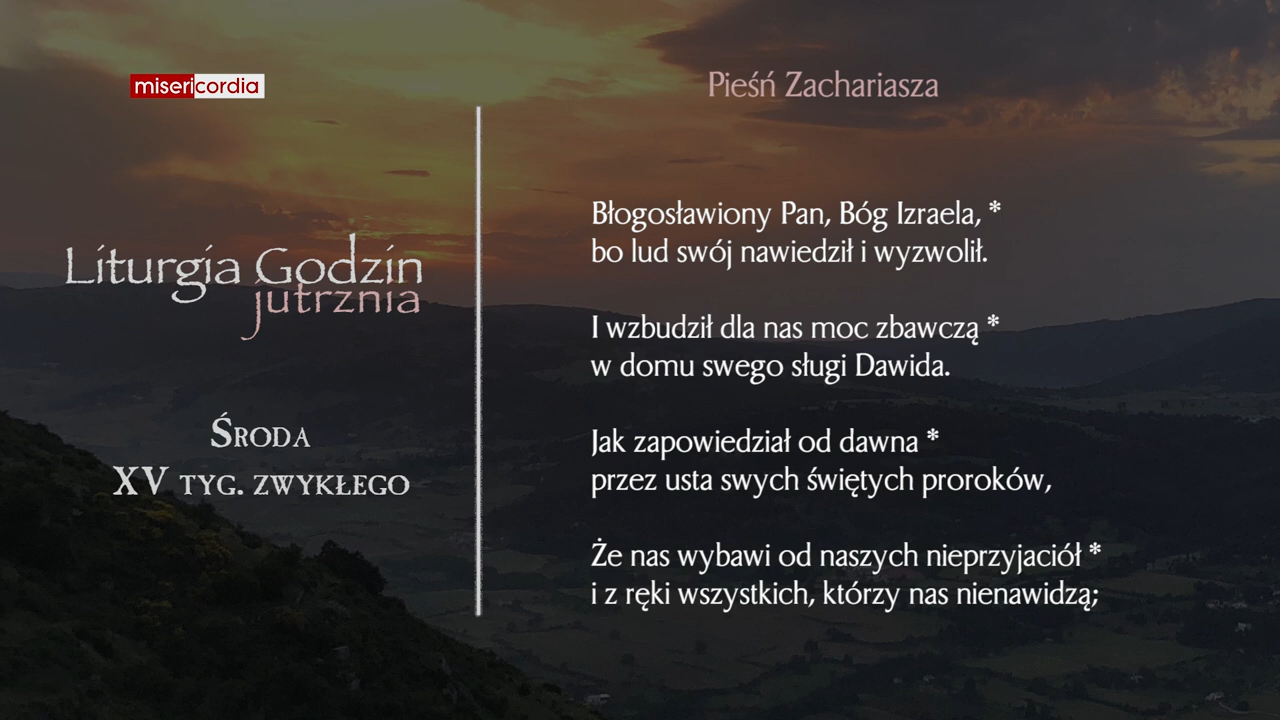 misericordia
Pieśń Zachariasza
Liturgia Godzin
jutrznia
Środa
XV tyg. zwykłego
Błogosławiony Pan, Bóg Izraela, *
bo lud swój nawiedził i wyzwolił.
I wzbudził dla nas moc zbawczą *
w domu swego sługi Dawida.
Jak zapowiedział od dawna *
przez usta swych świętych proroków,
Że nas wybawi od naszych nieprzyjaciół *
i z ręki wszystkich, którzy nas nienawidzą;